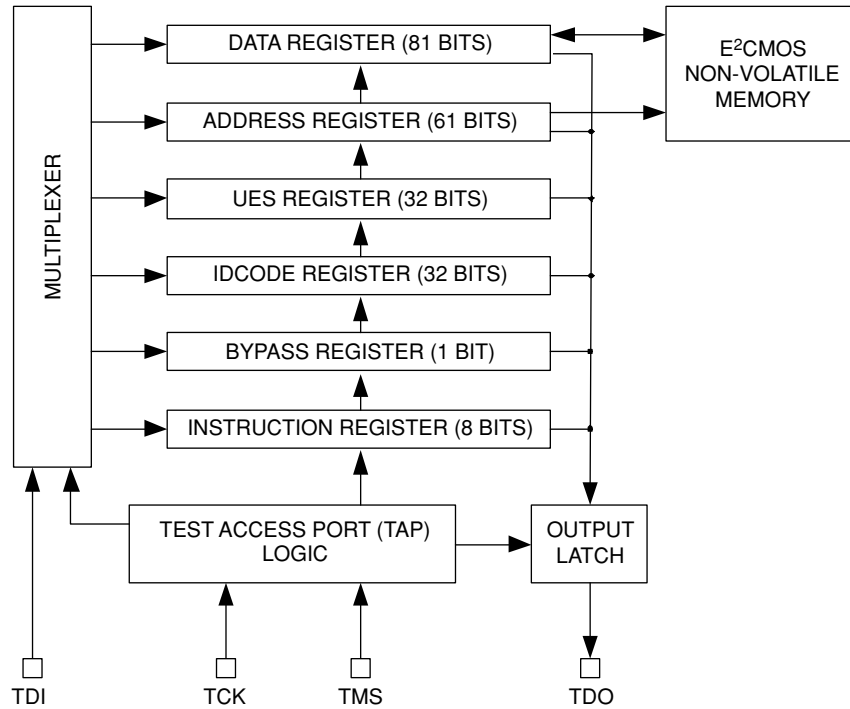 DATA REGISTER (81 BITS)
E²CMOS
NON-VOLATILE
MEMORY
ADDRESS REGISTER (61 BITS)
MULTIPLEXER
UES REGISTER (32 BITS)
IDCODE REGISTER (32 BITS)
BYPASS REGISTER (1 BIT)
INSTRUCTION REGISTER (8 BITS)
TEST ACCESS PORT (TAP)
LOGIC
OUTPUT
LATCH
TDI
TCK
TMS
TDO